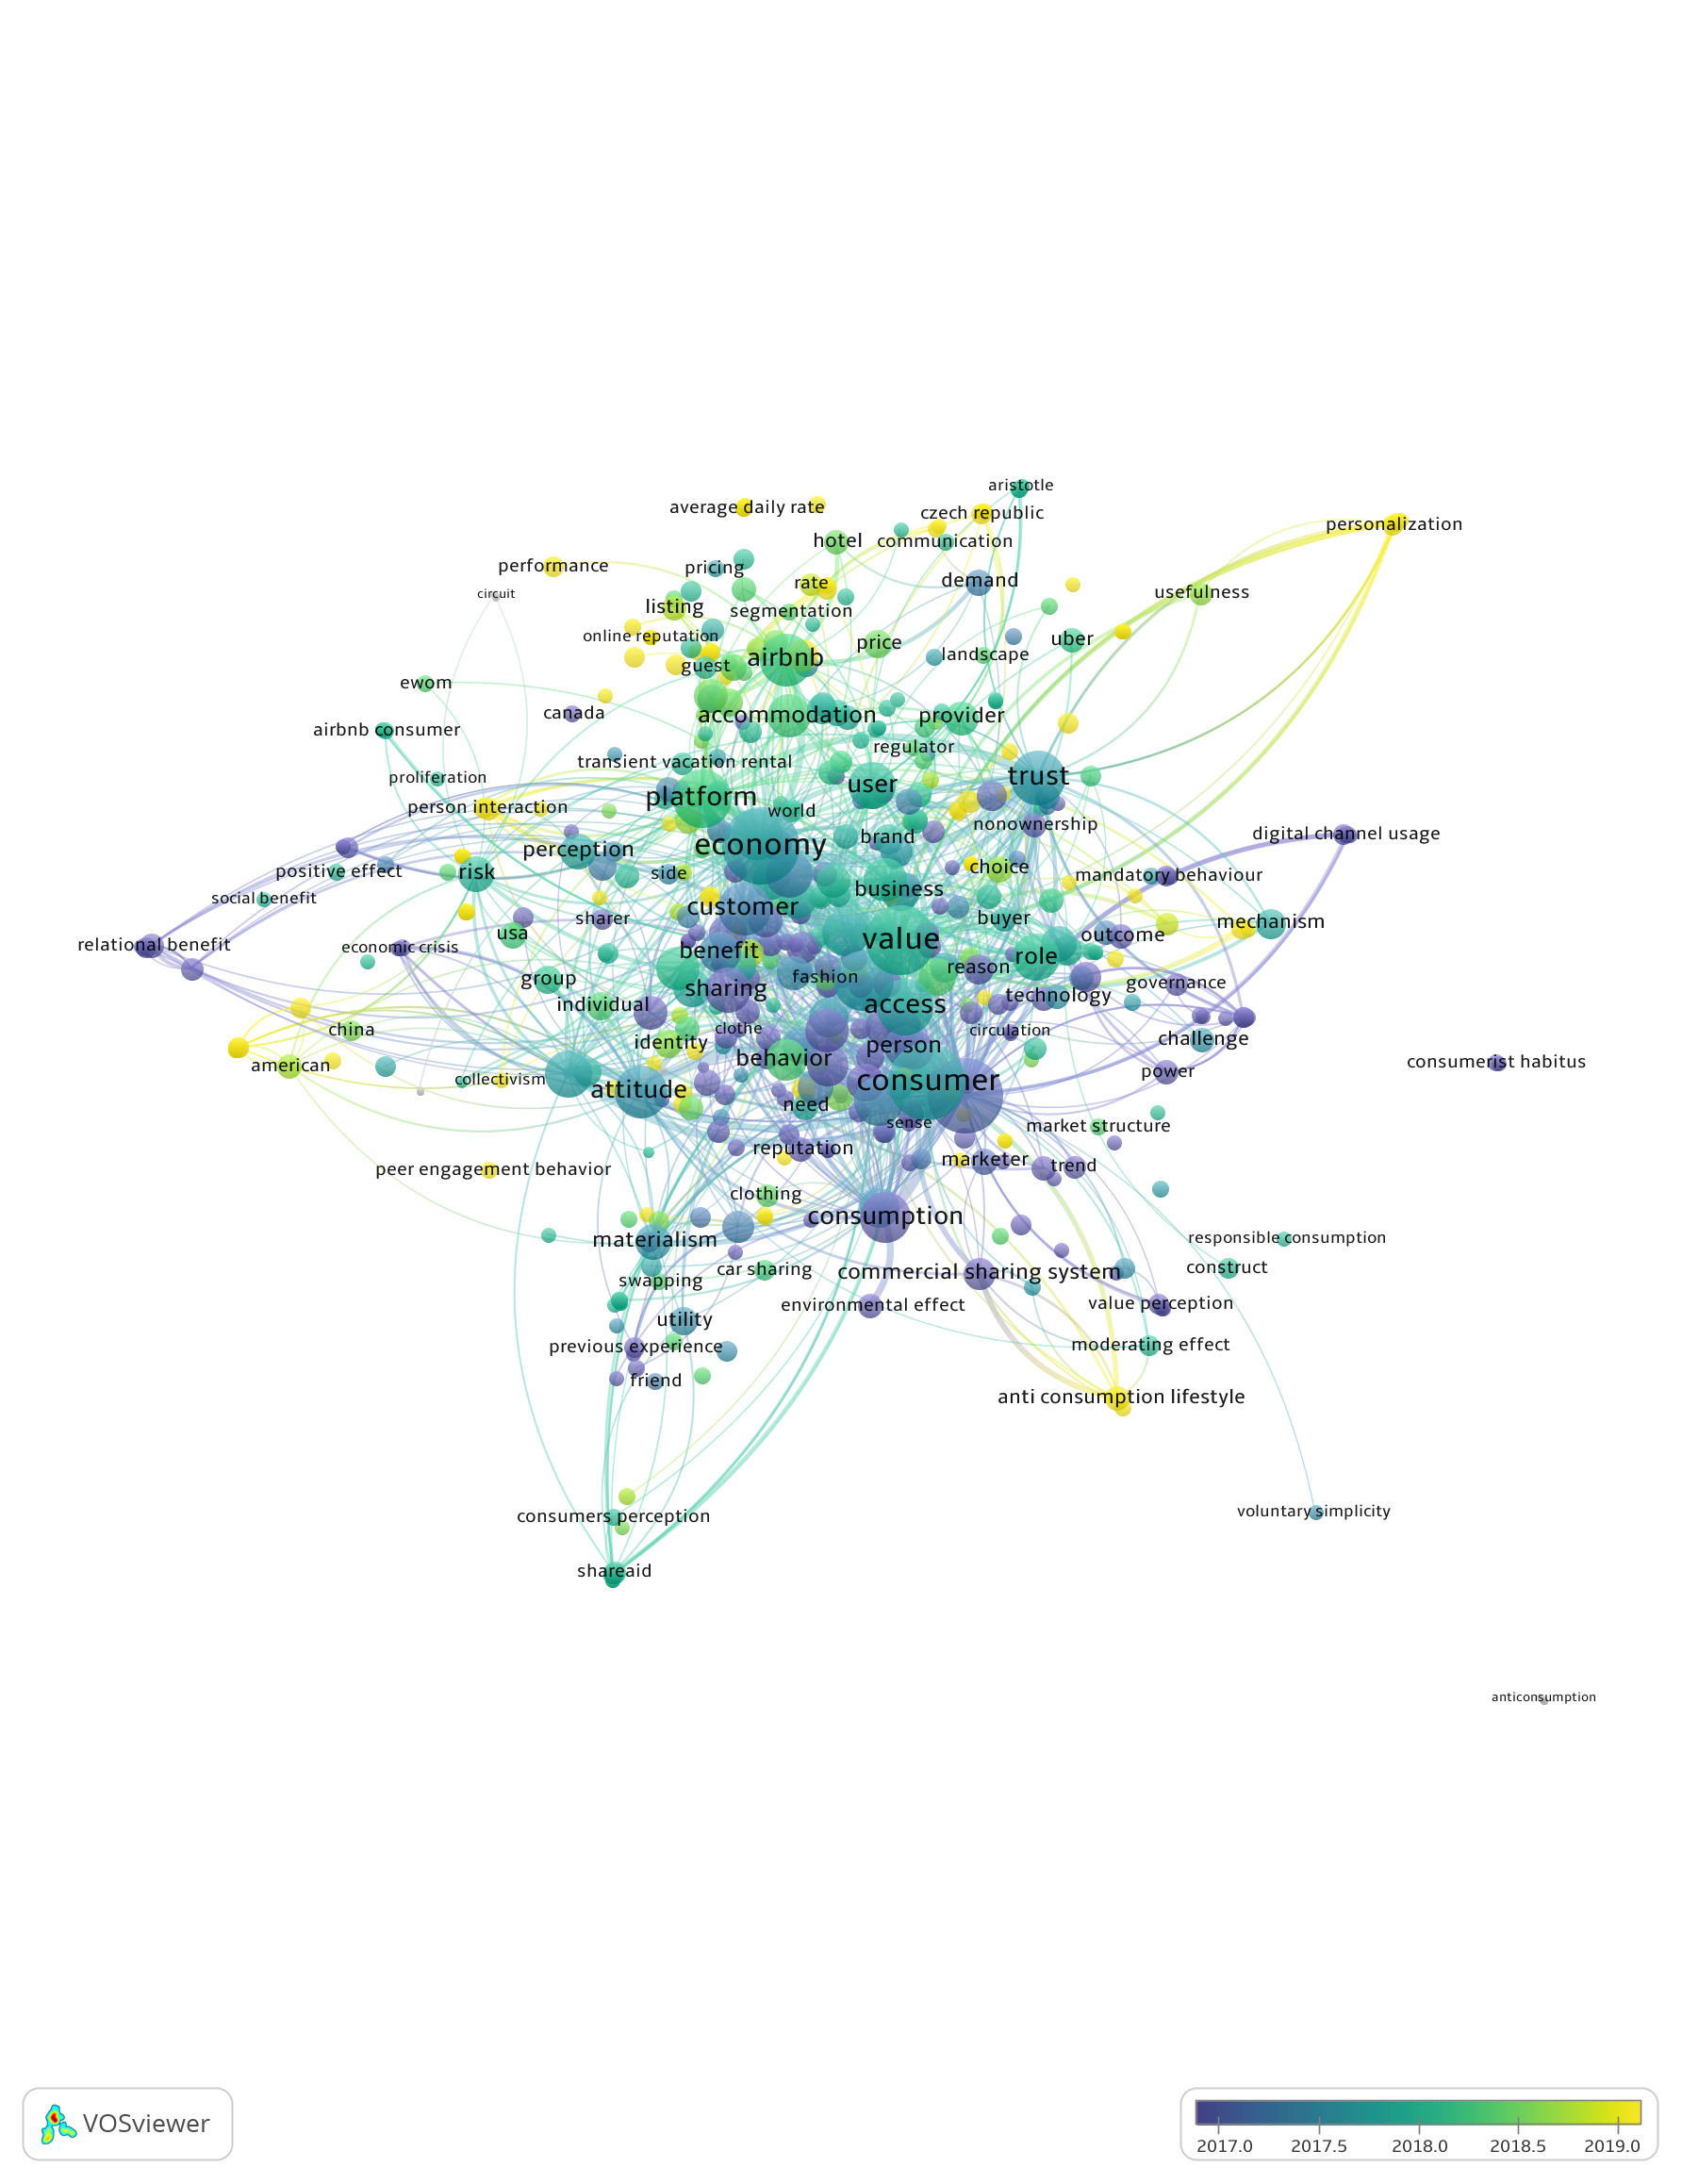 aristotle
average daily rate
czech republic
personalization
hotel
communication
performance
pricing
demand
rate
usefulness
circuit
listing
segmentation
online reputation
price
uber
landscape
airbnb
guest
ewom
canada
accommodation
provider
airbnb consumer
regulator
transient vacation rental
proliferation
trust
user
platform
person interaction
world
nonownership
digital channel usage
brand
economy
perception
choice
positive effect
risk
side
mandatory behaviour
business
social benefit
customer
sharer
buyer
mechanism
usa
outcome
value
relational benefit
economic crisis
benefit
role
reason
group
fashion
governance
sharing
technology
individual
access
china
clothe
circulation
identity
challenge
person
behavior
american
consumerist habitus
power
collectivism
attitude
consumer
need
sense
market structure
reputation
marketer
trend
peer engagement behavior
clothing
consumption
materialism
responsible consumption
car sharing
commercial sharing system
construct
swapping
environmental effect
value perception
utility
previous experience
moderating effect
friend
anti consumption lifestyle
voluntary simplicity
consumers perception
shareaid
anticonsumption
VOSviewer
2017.0 2017.5 2018.0 2018.5 2019.0